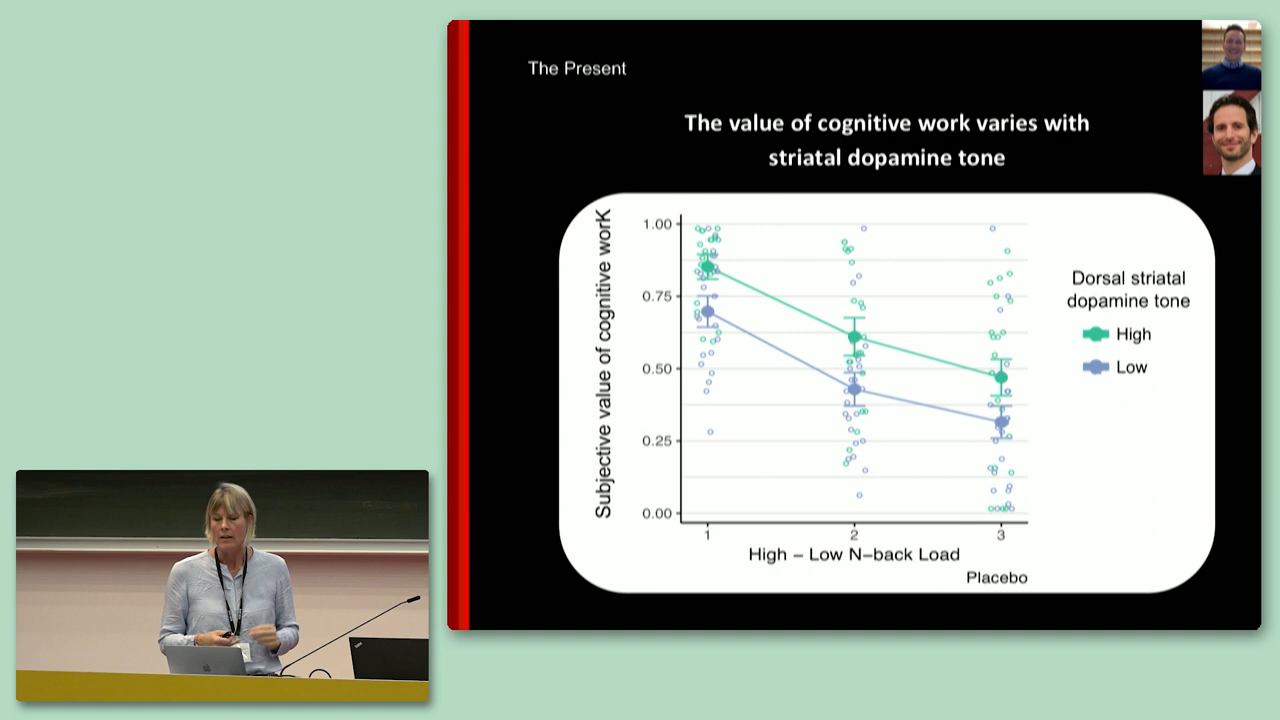 The Present
The value of cognitive work varies with
striatal dopamine tone
Subjective value of cognitive worK
1.00
0.75
0.50
0.25
0.00
1 2 3
High – Low N–back Load
Placebo
Dorsal striatal
dopamine tone
High
Low